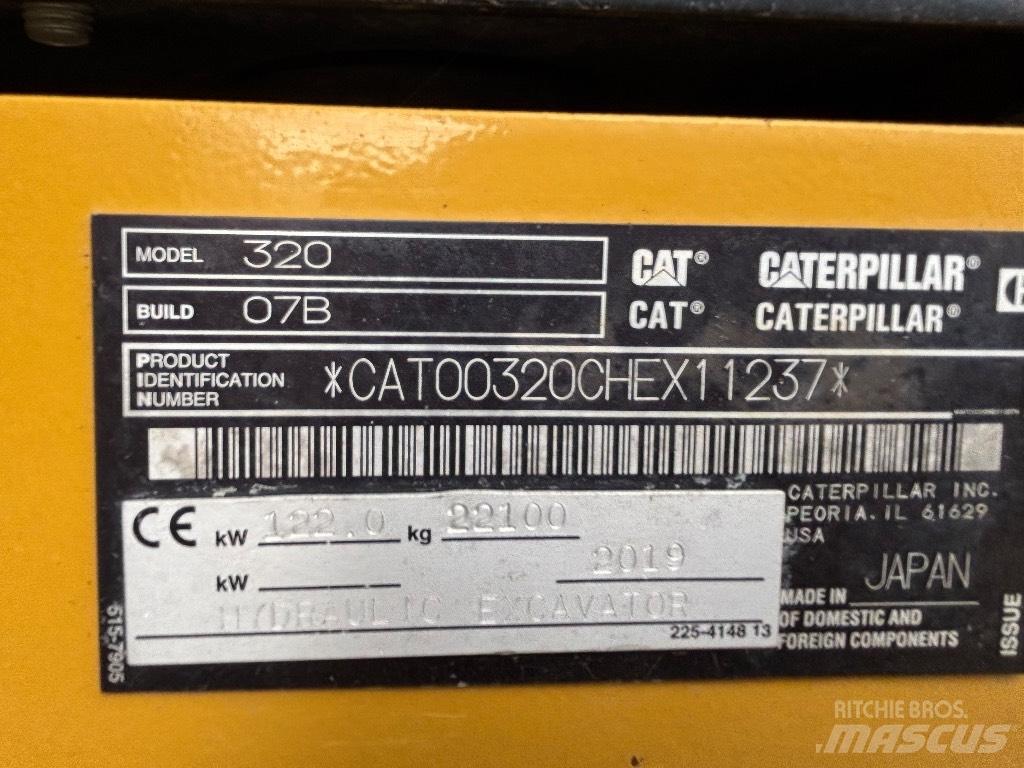 MODEL 320
BUILD 07B
CAT® CATERPILLAR®
CAT® CATERPILLAR®
PRODUCT
IDENTIFICATION
NUMBER
*CAT00320CHEX11237*
CE kW 122.0 kg 22100
kW 2019
HYDRAULIC EXCAVATOR
225-4148 13
515-7905
CATERPILLAR INC.
PEORIA. IL 61629
USA
MADE IN JAPAN
OF DOMESTIC AND
FOREIGN COMPONENTS
ISSUE
RITCHIE BROS.
MASCUS